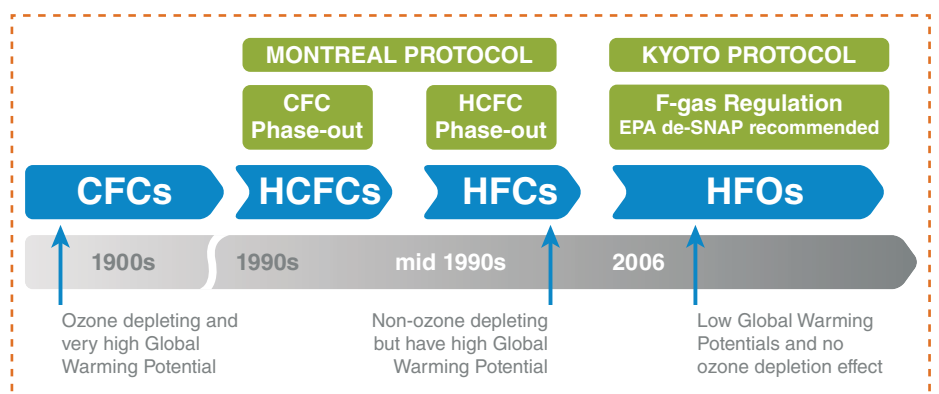 MONTREAL PROTOCOL
KYOTO PROTOCOL
CFC
Phase-out
HCFC
Phase-out
F-gas Regulation
EPA de-SNAP recommended
CFCs
HCFCs
HFCs
HFOs
1900s
1990s
mid 1990s
2006
Ozone depleting and
very high Global
Warming Potential
Non-ozone depleting
but have high Global
Warming Potential
Low Global Warming
Potentials and no
ozone depletion effect